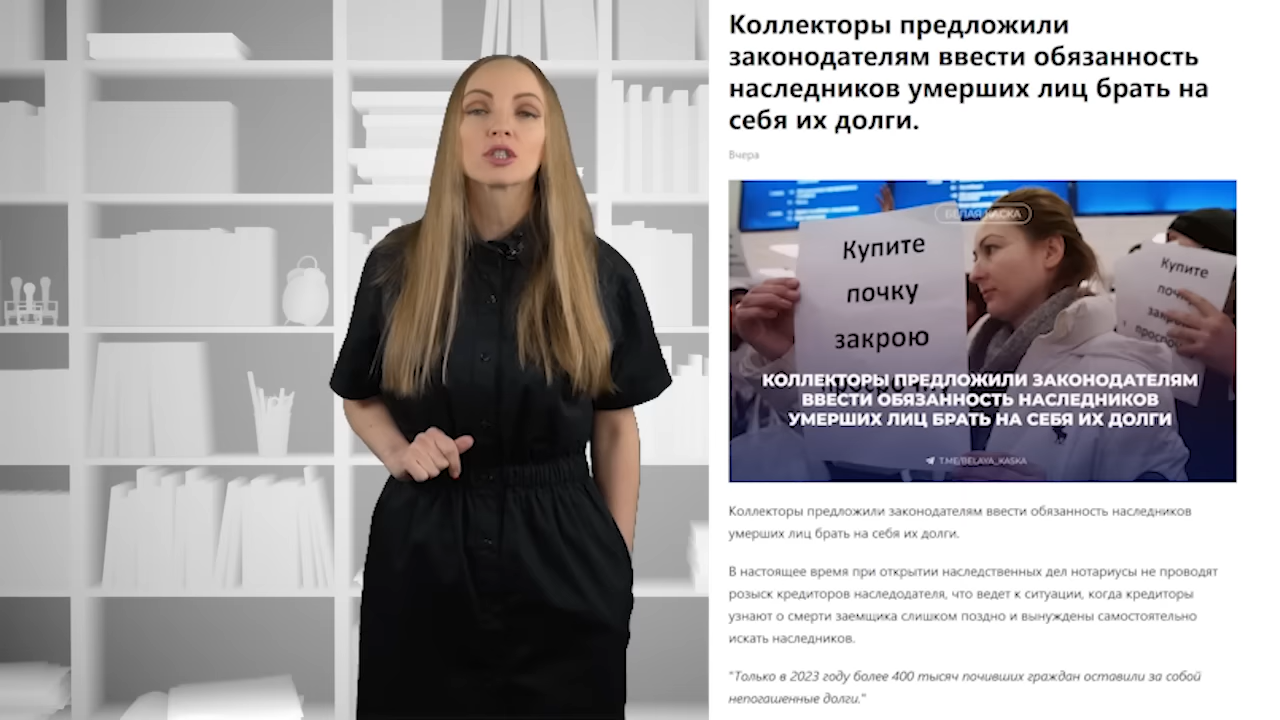 Коллекторы предложили
законодателям ввести обязанность
наследников умерших лиц брать на
себя их долги.
Вчера
БЕЛАЯ КАСКА
Купите
почку
закрою
Купите
КОЛЛЕКТОРЫ ПРЕДЛОЖИЛИ ЗАКОНОДАТЕЛЯМ
ВВЕСТИ ОБЯЗАННОСТЬ НАСЛЕДНИКОВ
УМЕРШИХ ЛИЦ БРАТЬ НА СЕБЯ ИХ ДОЛГИ
T.ME/BELAYA_KASKA
Коллекторы предложили законодателям ввести обязанность наследников
умерших лиц брать на себя их долги.
В настоящее время при открытии наследственных дел нотариусы не проводят
розыск кредиторов наследодателя, что ведет к ситуации, когда кредиторы
узнают о смерти заемщика слишком поздно и вынуждены самостоятельно
искать наследников.
"Только в 2023 году более 400 тысяч почивших граждан оставили за собой
непогашенные долги."